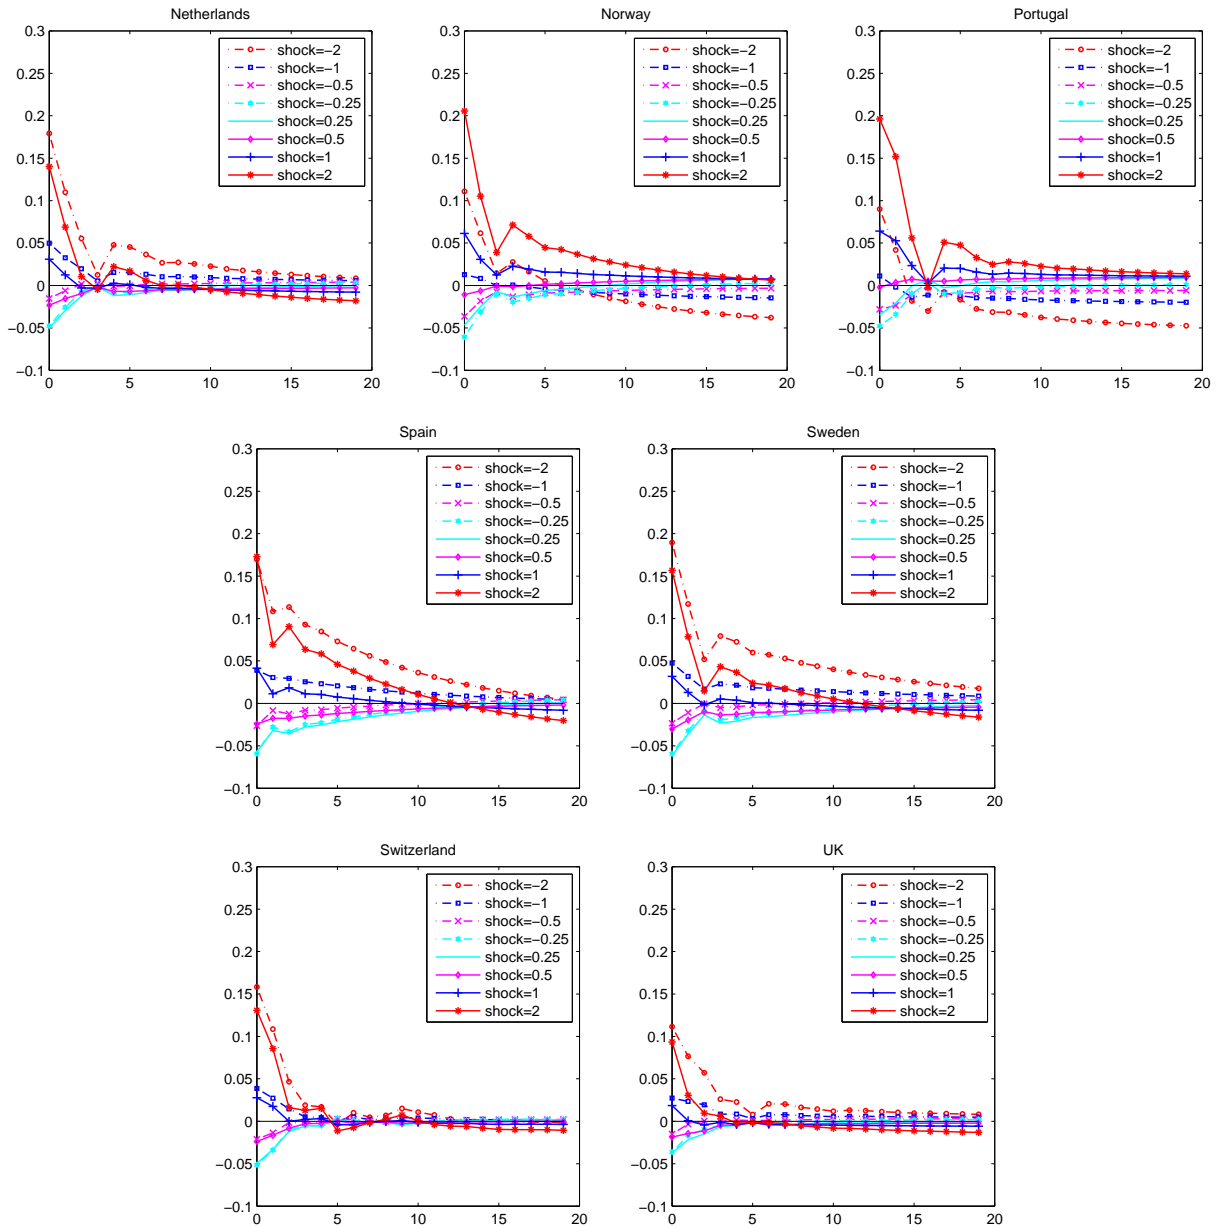 Netherlands
0.3
0.25
0.2
0.15
0.1
0.05
0
−0.05
−0.1
0
5
10
15
20
shock=−2
shock=−1
shock=−0.5
shock=−0.25
shock=0.25
shock=0.5
shock=1
shock=2
Norway
0.3
0.25
0.2
0.15
0.1
0.05
0
−0.05
−0.1
0
5
10
15
20
shock=−2
shock=−1
shock=−0.5
shock=−0.25
shock=0.25
shock=0.5
shock=1
shock=2
Portugal
0.3
0.25
0.2
0.15
0.1
0.05
0
−0.05
−0.1
0
5
10
15
20
shock=−2
shock=−1
shock=−0.5
shock=−0.25
shock=0.25
shock=0.5
shock=1
shock=2
Spain
0.3
0.25
0.2
0.15
0.1
0.05
0
−0.05
−0.1
0
5
10
15
20
shock=−2
shock=−1
shock=−0.5
shock=−0.25
shock=0.25
shock=0.5
shock=1
shock=2
Sweden
0.3
0.25
0.2
0.15
0.1
0.05
0
−0.05
−0.1
0
5
10
15
20
shock=−2
shock=−1
shock=−0.5
shock=−0.25
shock=0.25
shock=0.5
shock=1
shock=2
Switzerland
0.3
0.25
0.2
0.15
0.1
0.05
0
−0.05
−0.1
0
5
10
15
20
shock=−2
shock=−1
shock=−0.5
shock=−0.25
shock=0.25
shock=0.5
shock=1
shock=2
UK
0.3
0.25
0.2
0.15
0.1
0.05
0
−0.05
−0.1
0
5
10
15
20
shock=−2
shock=−1
shock=−0.5
shock=−0.25
shock=0.25
shock=0.5
shock=1
shock=2